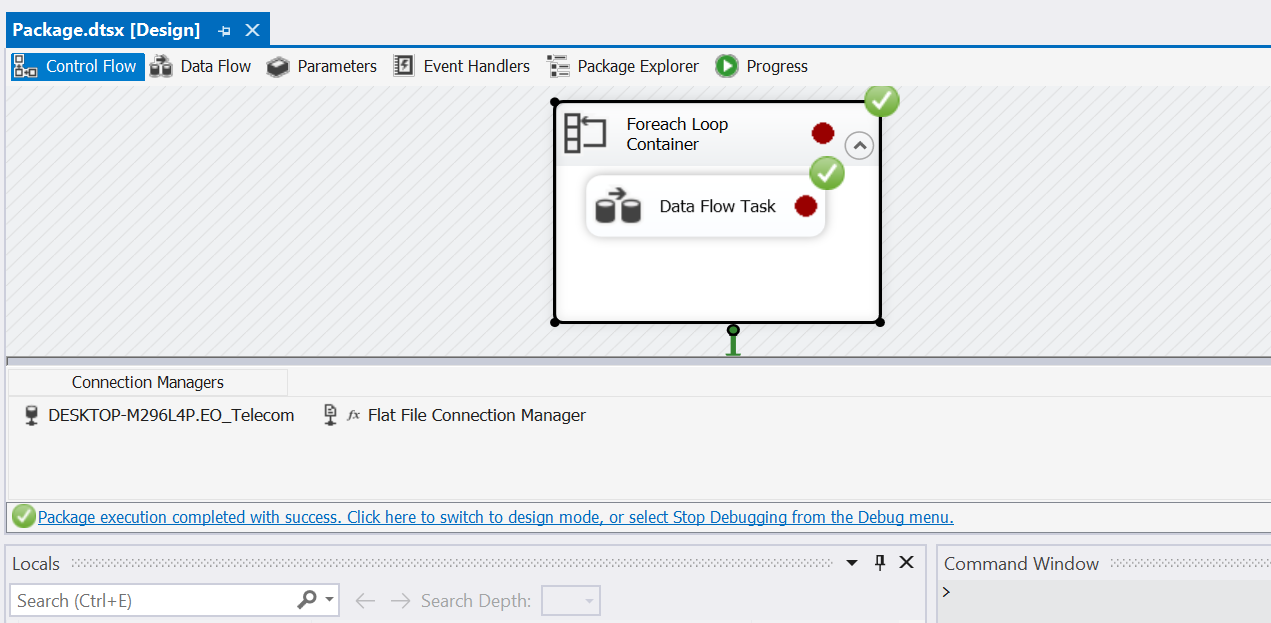 Package.dtsx [Design]
Control Flow Data Flow Parameters Event Handlers Package Explorer Progress
Foreach Loop
Container
Data Flow Task
Connection Managers
DESKTOP-M296L4P.EO_Telecom fx Flat File Connection Manager
Package execution completed with success. Click here to switch to design mode, or select Stop Debugging from the Debug menu.
Locals
Search (Ctrl+E) Search Depth:
Command Window
>